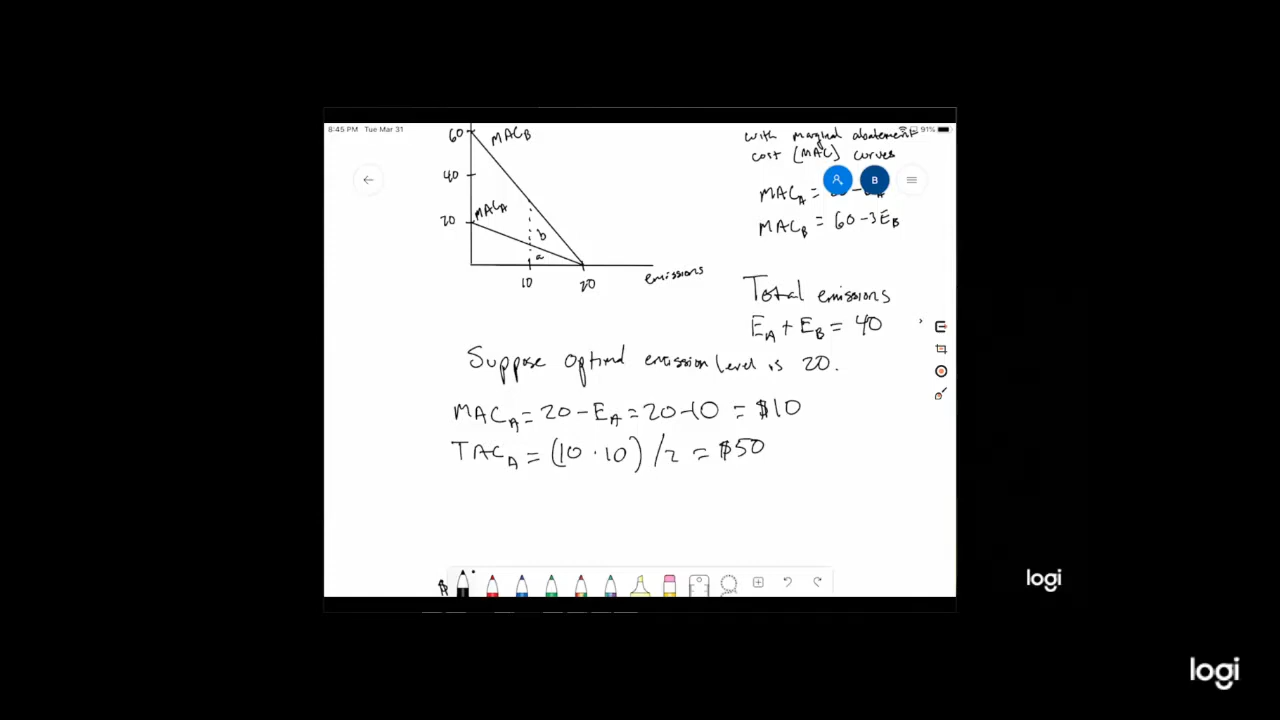 8:45 PM Tue Mar 31
91%
60
MAC_B
40
MAC_A
20
b
a
10
20
emissions
with marginal abatement
cost (MAC) curves
B
MAC_A =
MAC_B = 60-3E_B
Total emissions
E_A + E_B = 40
Suppose optimal emission level is 20.
MAC_A = 20 - E_A = 20-10 = $10
TAC_A = (10 · 10) / 2 = $50
logi
logi